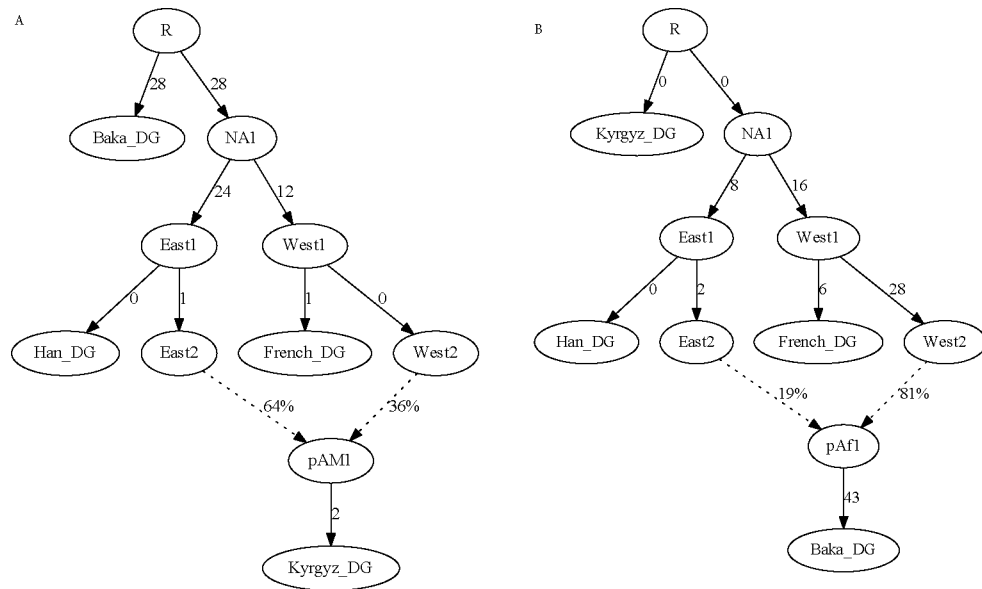 A
R
28
28
Baka_DG
NA1
24
12
East1
West1
0
1
1
0
Han_DG
East2
French_DG
West2
64%
36%
pAM1
2
Kyrgyz_DG
B
R
0
0
Kyrgyz_DG
NA1
8
16
East1
West1
0
2
6
28
Han_DG
East2
French_DG
West2
19%
81%
pAf1
43
Baka_DG